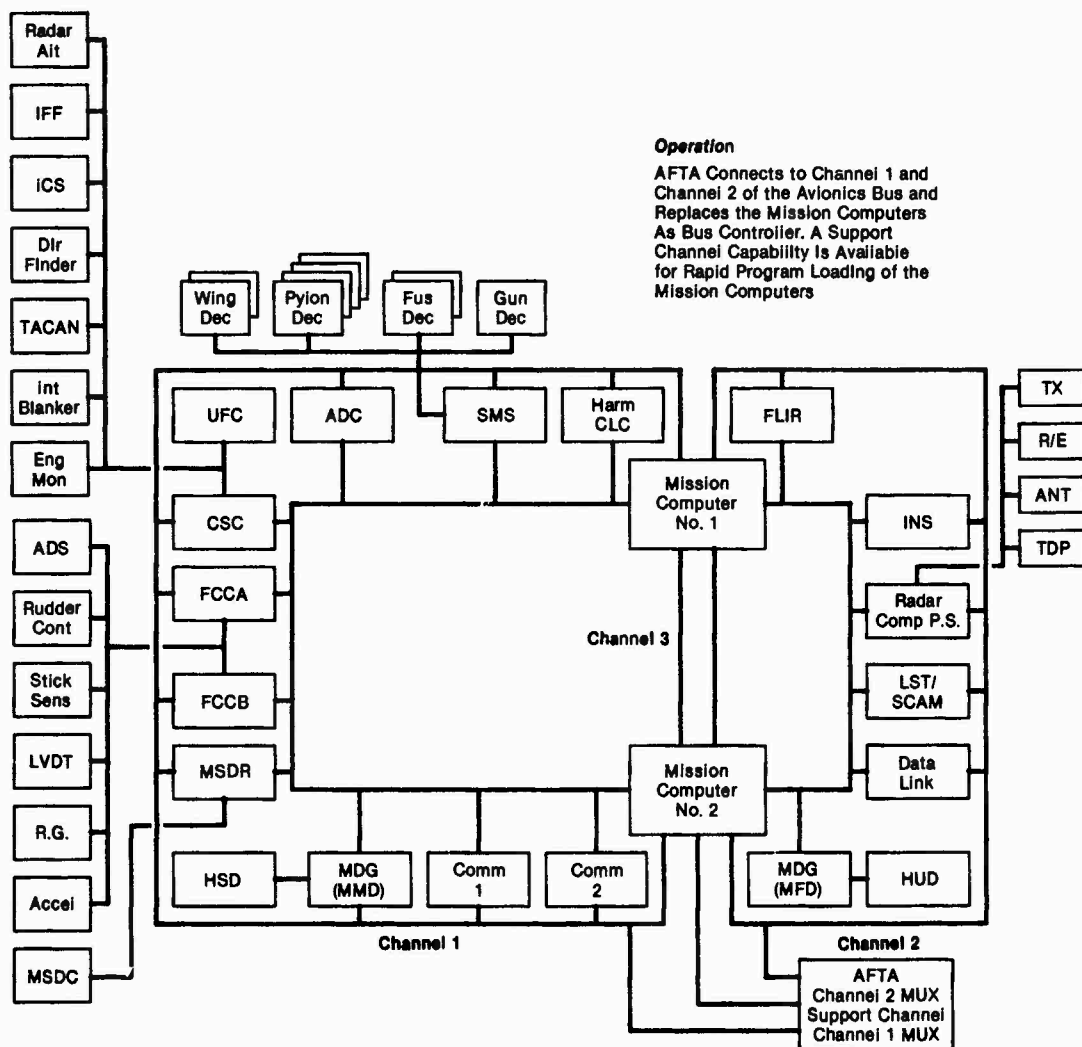 Radar
Alt
IFF
ICS
Dir
Finder
TACAN
Int
Blanker
Eng
Mon
ADS
Rudder
Cont
Stick
Sens
LVDT
R.G.
Accel
MSDC
Operation
AFTA Connects to Channel 1 and
Channel 2 of the Avionics Bus and
Replaces the Mission Computers
As Bus Controller. A Support
Channel Capability Is Available
for Rapid Program Loading of the
Mission Computers
Wing
Dec
Pylon
Dec
Fus
Dec
Gun
Dec
UFC
ADC
SMS
Harm
CLC
FLIR
TX
R/E
ANT
TDP
Mission
Computer
No. 1
CSC
INS
FCCA
Radar
Comp P.S.
Channel 3
FCCB
LST/
SCAM
MSDR
Mission
Computer
No. 2
Data
Link
HSD
MDG
(MMD)
Comm
1
Comm
2
MDG
(MFD)
HUD
Channel 1
Channel 2
AFTA
Channel 2 MUX
Support Channel
Channel 1 MUX